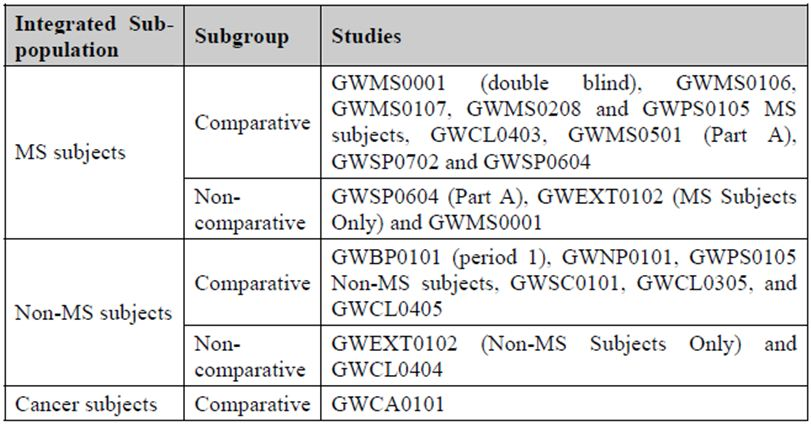 Integrated Sub-
population
Subgroup
Studies
MS subjects
Comparative
GWMS0001 (double blind), GWMS0106,
GWMS0107, GWMS0208 and GWPS0105 MS
subjects, GWCL0403, GWMS0501 (Part A),
GWSP0702 and GWSP0604
Non-
comparative
GWSP0604 (Part A), GWEXT0102 (MS Subjects
Only) and GWMS0001
Non-MS subjects
Comparative
GWBP0101 (period 1), GWNP0101, GWPS0105
Non-MS subjects, GWSC0101, GWCL0305, and
GWCL0405
Non-
comparative
GWEXT0102 (Non-MS Subjects Only) and
GWCL0404
Cancer subjects
Comparative
GWCA0101